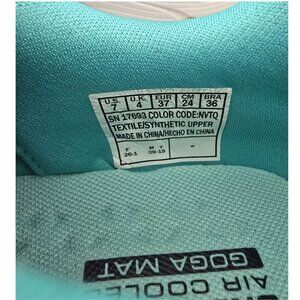 U.S. U.K. EUR CM BRA
7 4 37 24 36
SN 17693 COLOR CODE:NVTQ
TEXTILE/SYNTHETIC UPPER
MADE IN CHINA/HECHO EN CHINA
F M Y
26-1 09-19 -
GOGA MAT
AIR COOLED